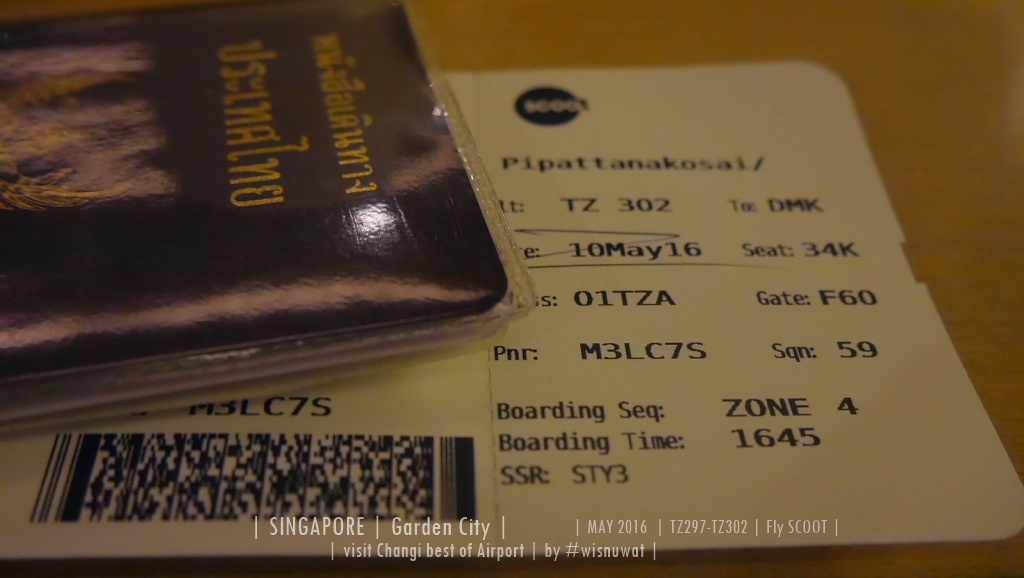 หนังสือเดินทาง
ประเทศไทย
SCOOT
Pipattanakosai/
lt: TZ 302 To: DMK
e: 10May16 Seat: 34K
ss: 01TZA Gate: F60
Pnr: M3LC7S Sqn: 59
M3LC7S
Boarding Seq: ZONE 4
Boarding Time: 1645
SSR: STY3
| SINGAPORE | Garden City | | MAY 2016 | TZ297-TZ302 | Fly SCOOT |
| visit Changi best of Airport | by #wisnuwat |